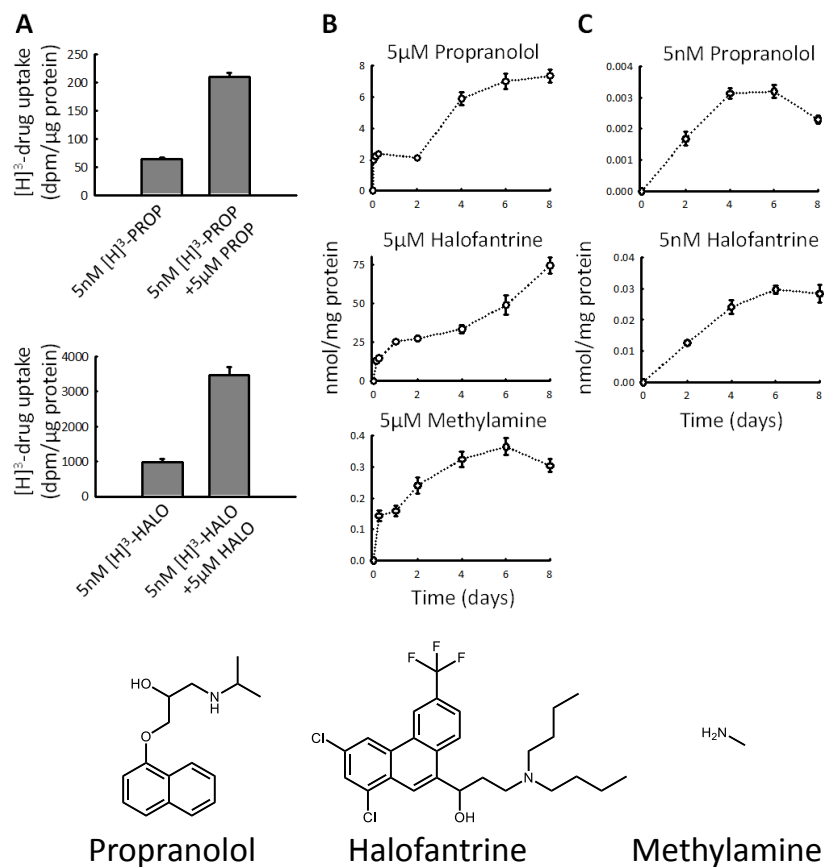 A
[H]³-drug uptake
(dpm/µg protein)
250
200
150
100
50
0
5nM [H]³-PROP
5nM [H]³-PROP
+5µM PROP
[H]³-drug uptake
(dpm/µg protein)
4000
3000
2000
1000
0
5nM [H]³-HALO
5nM [H]³-HALO
+5µM HALO
B
5µM Propranolol
8
6
4
2
0
0 2 4 6 8
5µM Halofantrine
nmol/mg protein
75
50
25
0
0 2 4 6 8
5µM Methylamine
0.4
0.3
0.2
0.1
0.0
0 2 4 6 8
Time (days)
C
5nM Propranolol
0.004
0.003
0.002
0.001
0.000
0 2 4 6 8
5nM Halofantrine
nmol/mg protein
0.04
0.03
0.02
0.01
0.00
0 2 4 6 8
Time (days)
HO
N
H
O
Propranolol
F
F
F
Cl
Cl
N
OH
Halofantrine
H₂N
Methylamine